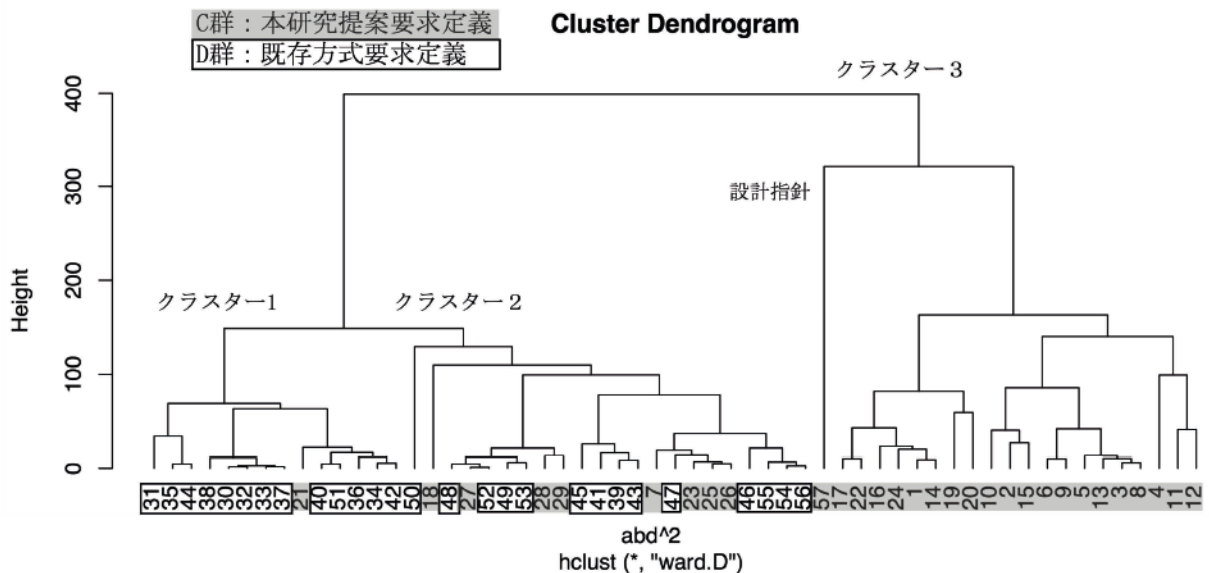 C群：本研究提案要求定義
D群：既存方式要求定義
Cluster Dendrogram
クラスター３
400
300
200
100
0
Height
設計指針
クラスター1
クラスター２
31 35 44 38 30 32 33 37 21 40 51 36 34 42 50 18 48 27 52 49 53 28 29 45 41 39 43 7 47 23 25 26 46 55 54 56 57 17 22 16 24 1 14 19 20 10 2 15 6 9 5 13 3 8 4 11 12
abd^2
hclust (*, "ward.D")